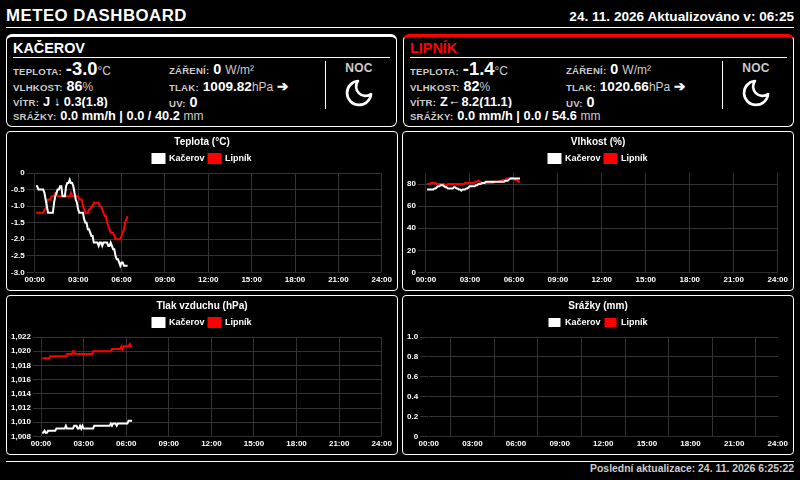 METEO DASHBOARD
24. 11. 2026 Aktualizováno v: 06:25
KAČEROV
TEPLOTA: -3.0°C
ZÁŘENÍ: 0 W/m²
VLHKOST: 86%
TLAK: 1009.82hPa ➔
VÍTR: J ↓ 0.3(1.8)
UV: 0
SRÁŽKY: 0.0 mm/h | 0.0 / 40.2 mm
NOC
LIPNÍK
TEPLOTA: -1.4°C
ZÁŘENÍ: 0 W/m²
VLHKOST: 82%
TLAK: 1020.66hPa ➔
VÍTR: Z ← 8.2(11.1)
UV: 0
SRÁŽKY: 0.0 mm/h | 0.0 / 54.6 mm
NOC
Teplota (°C)
Kačerov Lipník
0
-0.5
-1.0
-1.5
-2.0
-2.5
-3.0
00:00 03:00 06:00 09:00 12:00 15:00 18:00 21:00 24:00
Vlhkost (%)
Kačerov Lipník
80
60
40
20
0
00:00 03:00 06:00 09:00 12:00 15:00 18:00 21:00 24:00
Tlak vzduchu (hPa)
Kačerov Lipník
1,022
1,020
1,018
1,016
1,014
1,012
1,010
1,008
00:00 03:00 06:00 09:00 12:00 15:00 18:00 21:00 24:00
Srážky (mm)
Kačerov Lipník
1.0
0.8
0.6
0.4
0.2
0
00:00 03:00 06:00 09:00 12:00 15:00 18:00 21:00 24:00
Poslední aktualizace: 24. 11. 2026 6:25:22